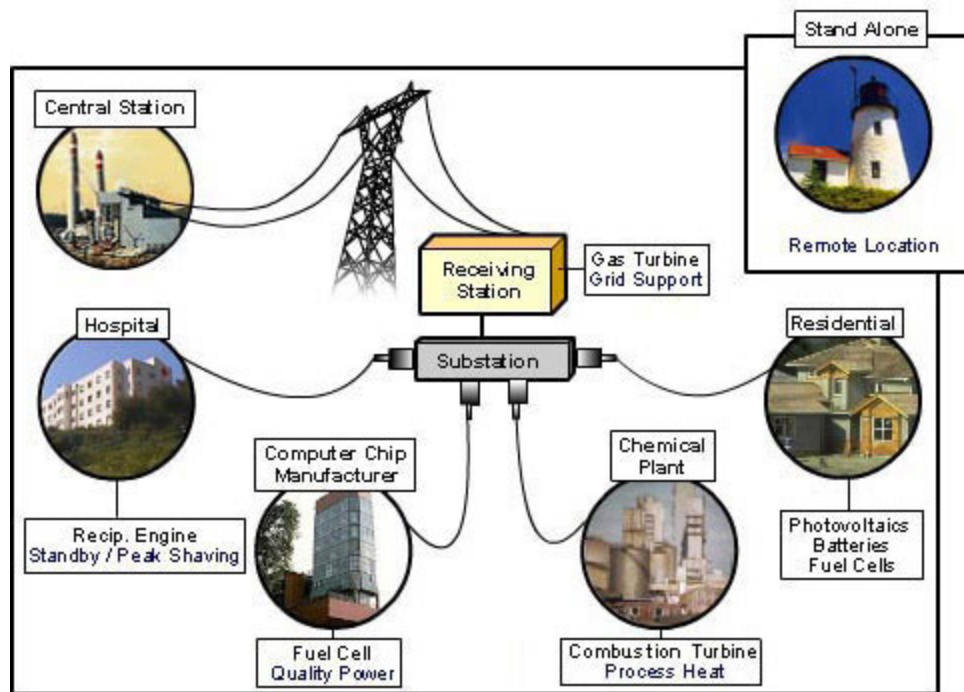 Stand Alone
Central Station
Remote Location
Receiving
Station
Gas Turbine
Grid Support
Hospital
Substation
Residential
Computer Chip
Manufacturer
Chemical
Plant
Recip. Engine
Standby / Peak Shaving
Photovoltaics
Batteries
Fuel Cells
Fuel Cell
Quality Power
Combustion Turbine
Process Heat